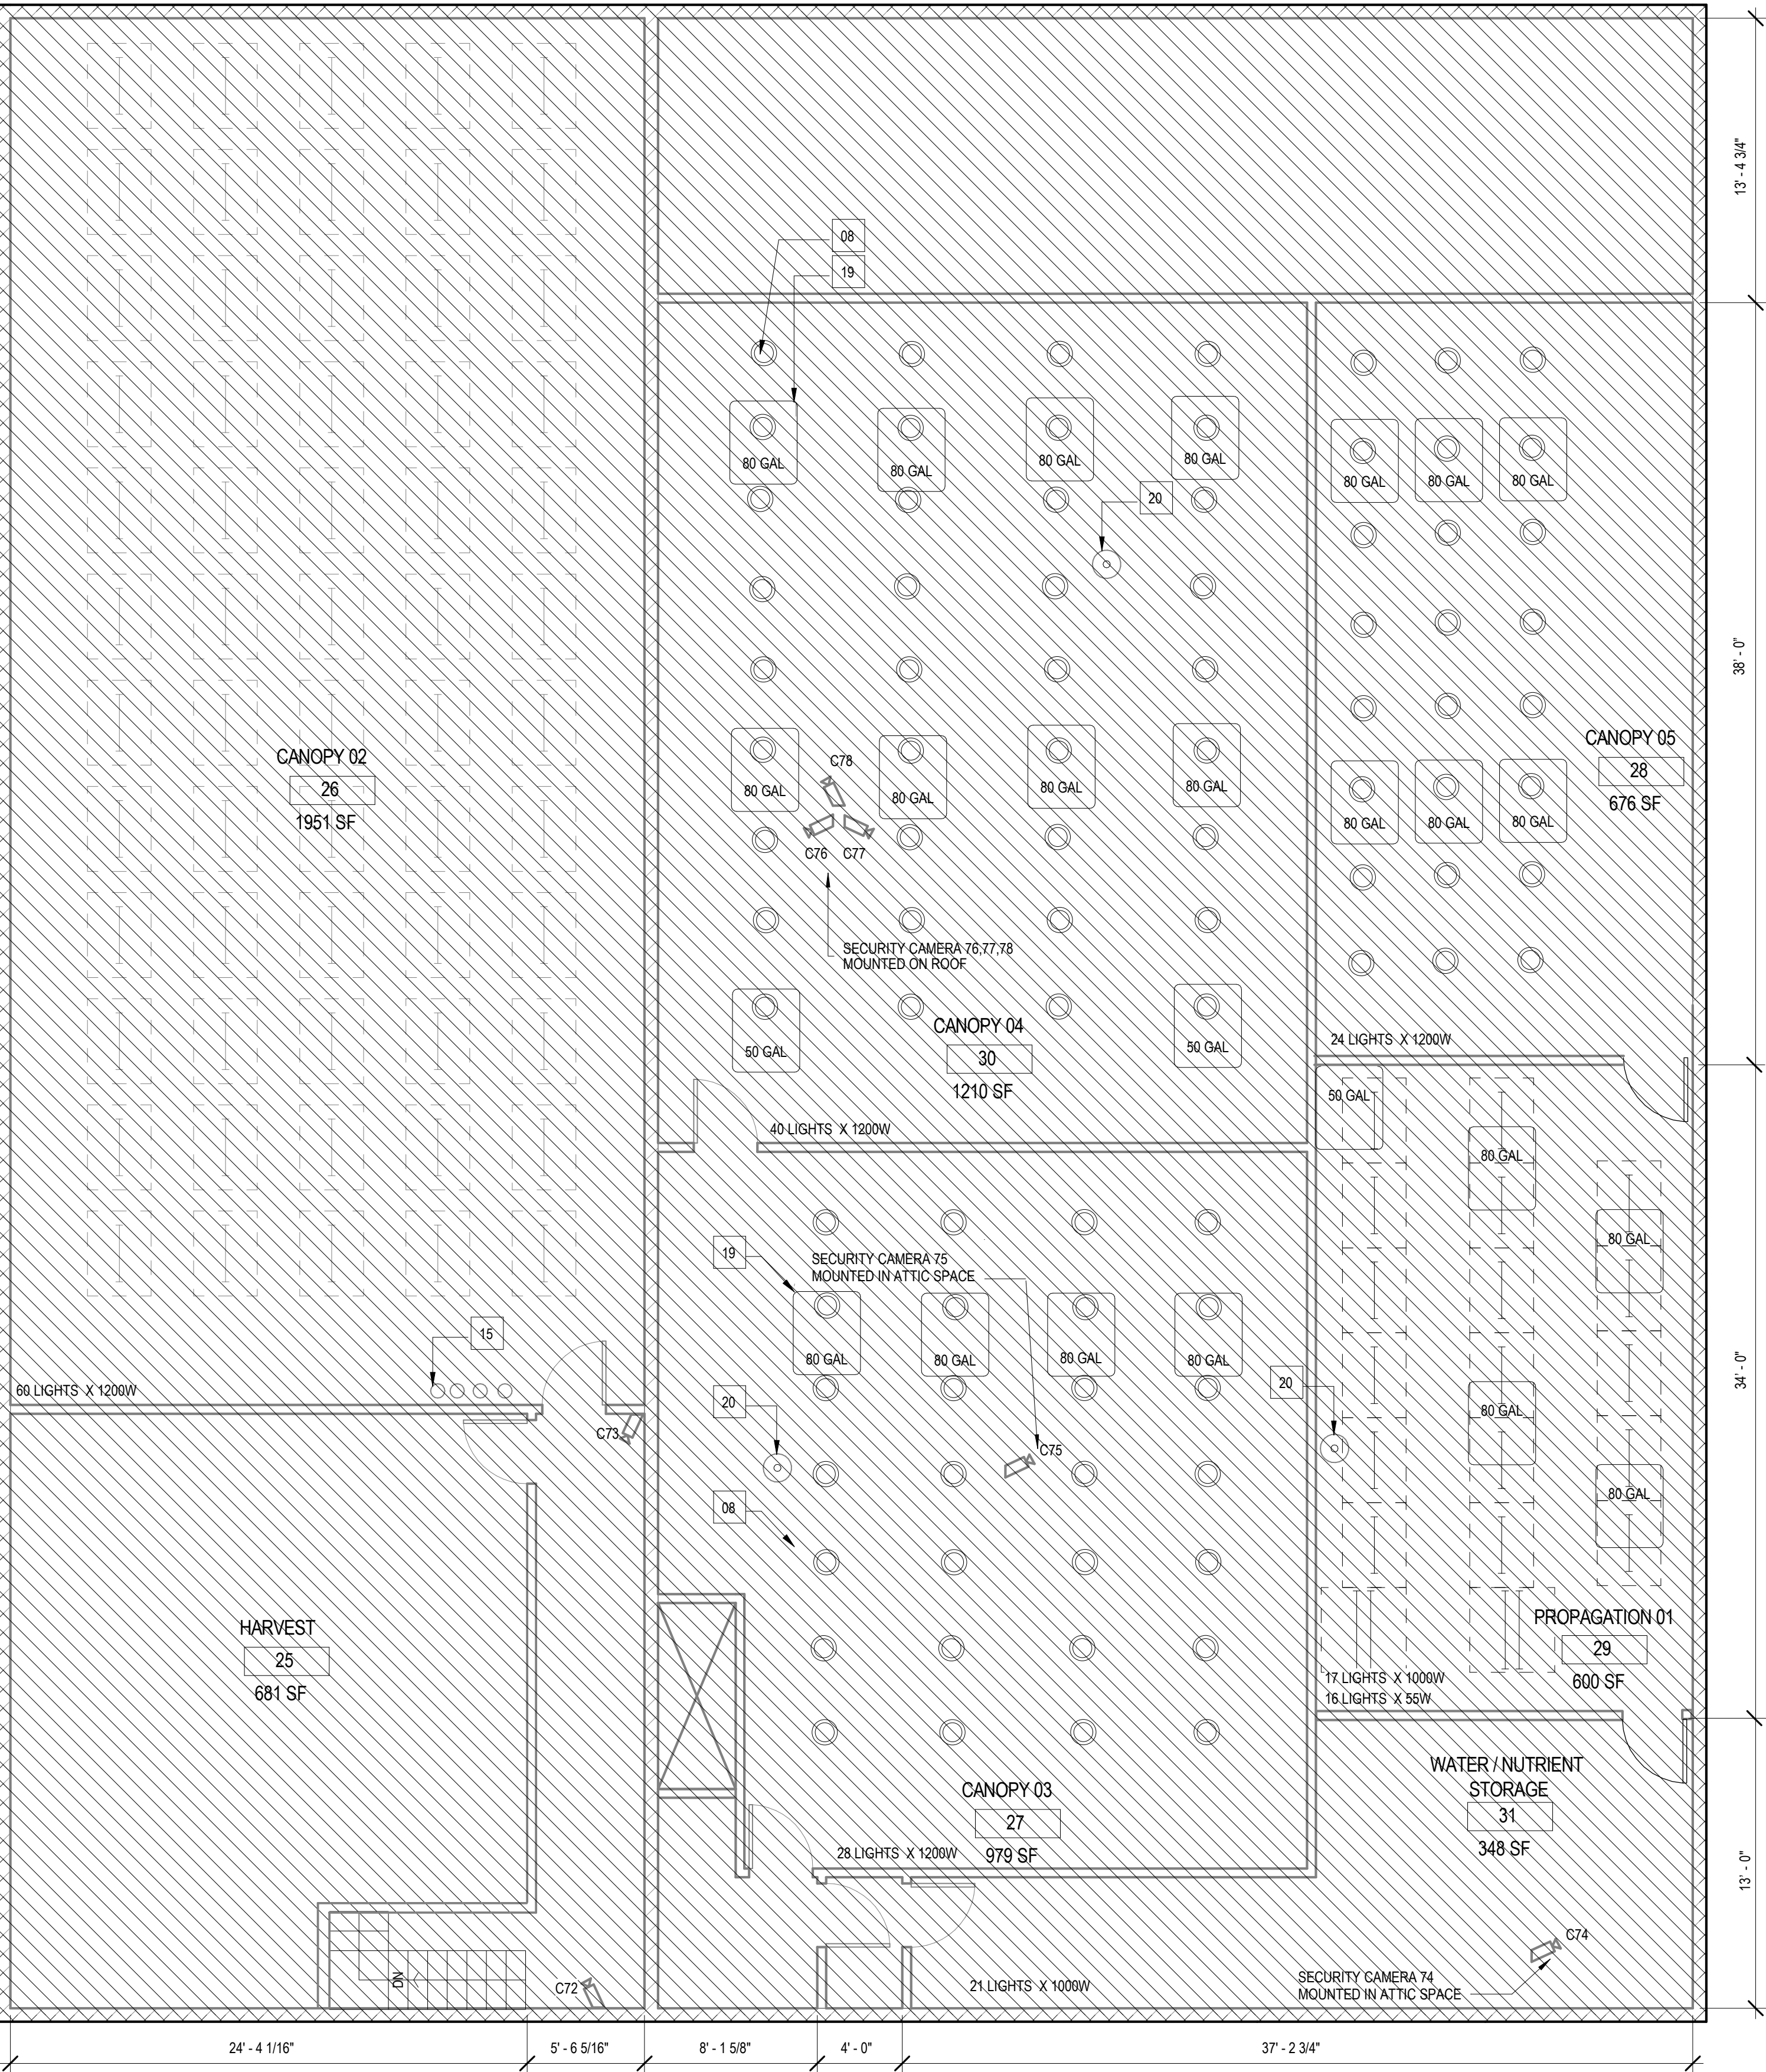 08
19
13' - 4 3/4"
80 GAL
80 GAL
80 GAL
80 GAL
80 GAL
80 GAL
80 GAL
20
38' - 0"
CANOPY 02
26
1951 SF
CANOPY 05
28
676 SF
C78
80 GAL
80 GAL
80 GAL
80 GAL
80 GAL
80 GAL
80 GAL
C76
C77
SECURITY CAMERA 76,77,78
MOUNTED ON ROOF
50 GAL
50 GAL
CANOPY 04
30
1210 SF
24 LIGHTS X 1200W
50 GAL
40 LIGHTS X 1200W
80 GAL
80 GAL
19
SECURITY CAMERA 75
MOUNTED IN ATTIC SPACE
80 GAL
80 GAL
80 GAL
80 GAL
15
60 LIGHTS X 1200W
34' - 0"
20
20
80 GAL
C73
C75
80 GAL
08
HARVEST
25
681 SF
PROPAGATION 01
29
600 SF
17 LIGHTS X 1000W
16 LIGHTS X 55W
WATER / NUTRIENT
STORAGE
31
348 SF
CANOPY 03
27
979 SF
28 LIGHTS X 1200W
13' - 0"
C74
SECURITY CAMERA 74
MOUNTED IN ATTIC SPACE
DN
C72
21 LIGHTS X 1000W
24' - 4 1/16"
5' - 6 5/16"
8' - 1 5/8"
4' - 0"
37' - 2 3/4"